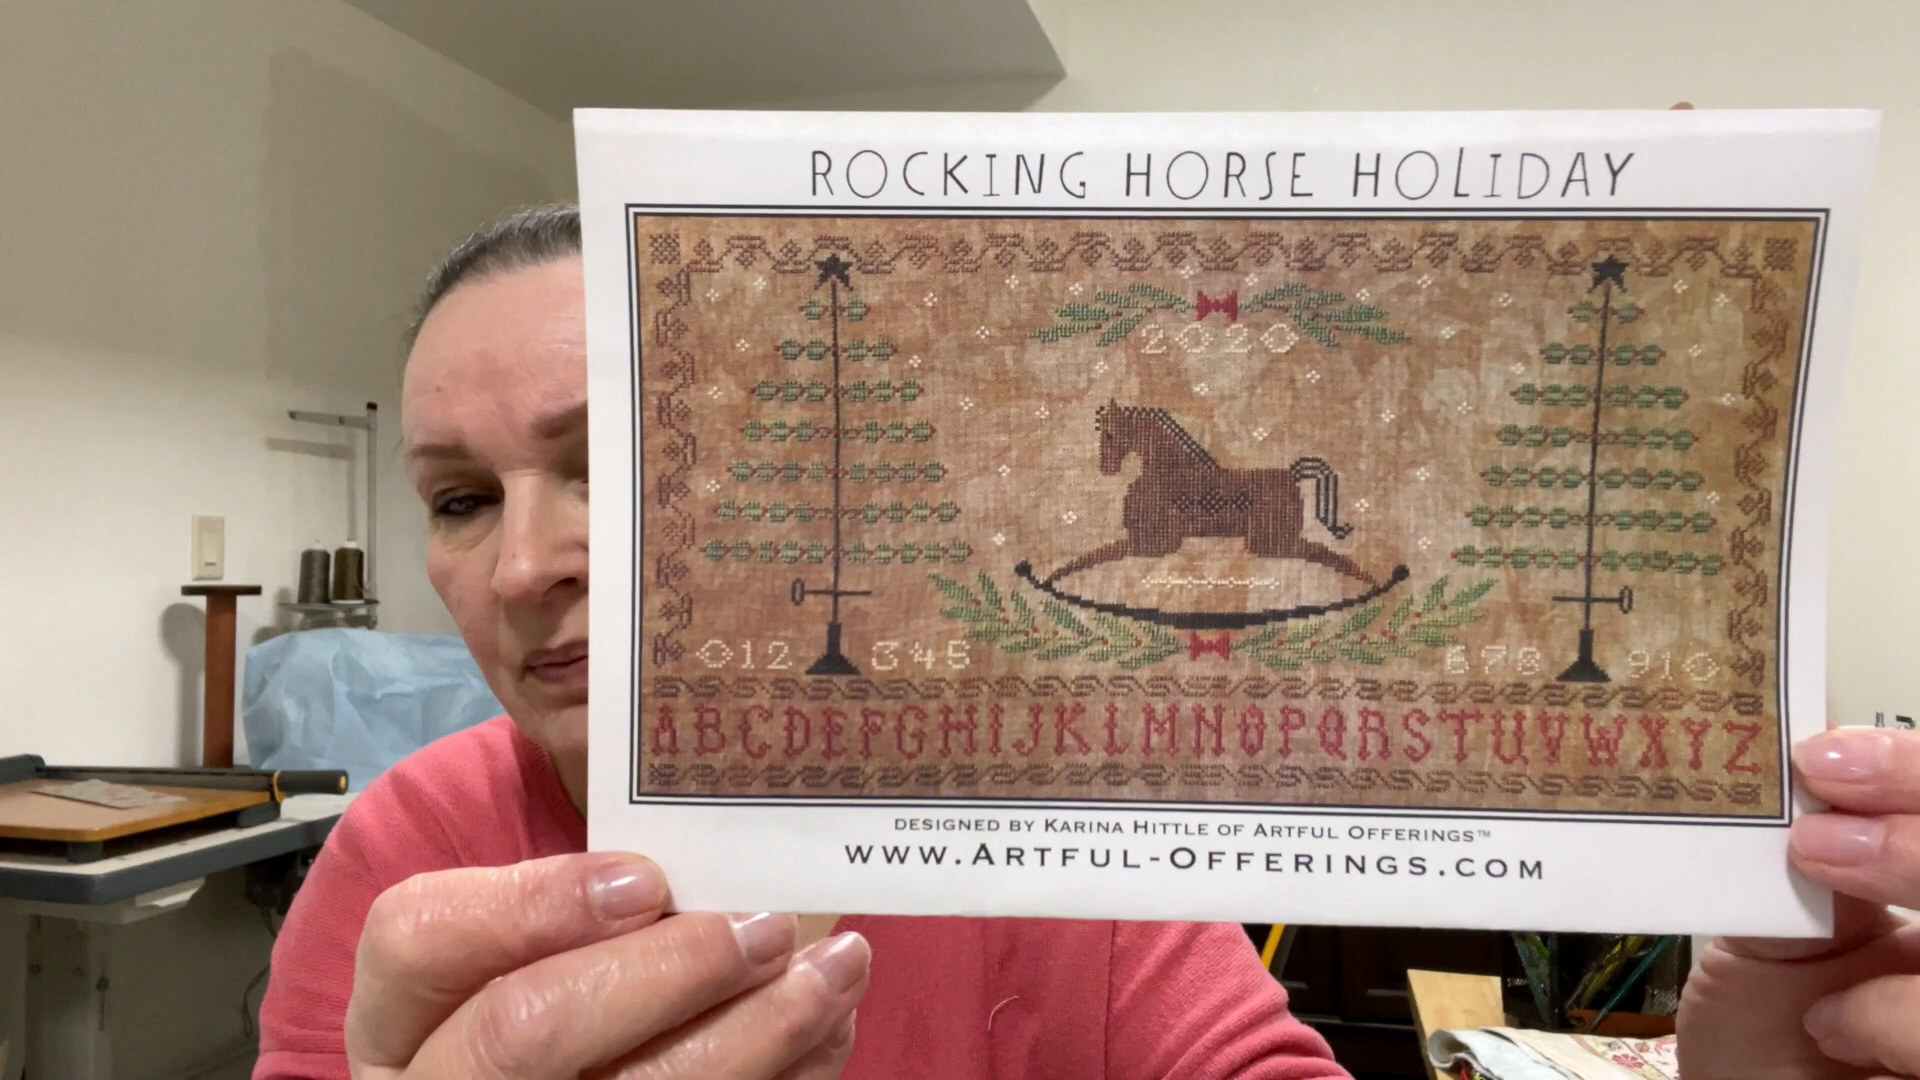 ROCKING HORSE HOLIDAY
2020
012 345 678 910
ABCDEFGHIJKLMNOPQRSTUVWXYZ
DESIGNED BY KARINA HITTLE OF ARTFUL OFFERINGS™
WWW.ARTFUL-OFFERINGS.COM